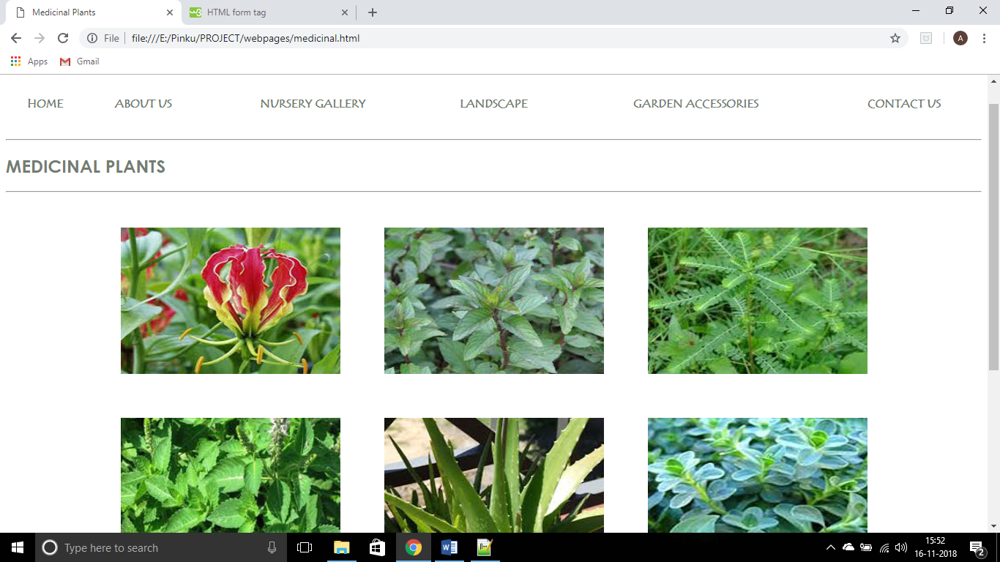 Medicinal Plants
HTML form tag
File file:///E:/Pinku/PROJECT/webpages/medicinal.html
A
Apps Gmail
HOME ABOUT US NURSERY GALLERY LANDSCAPE GARDEN ACCESSORIES CONTACT US
MEDICINAL PLANTS
Type here to search
15:52
16-11-2018
2